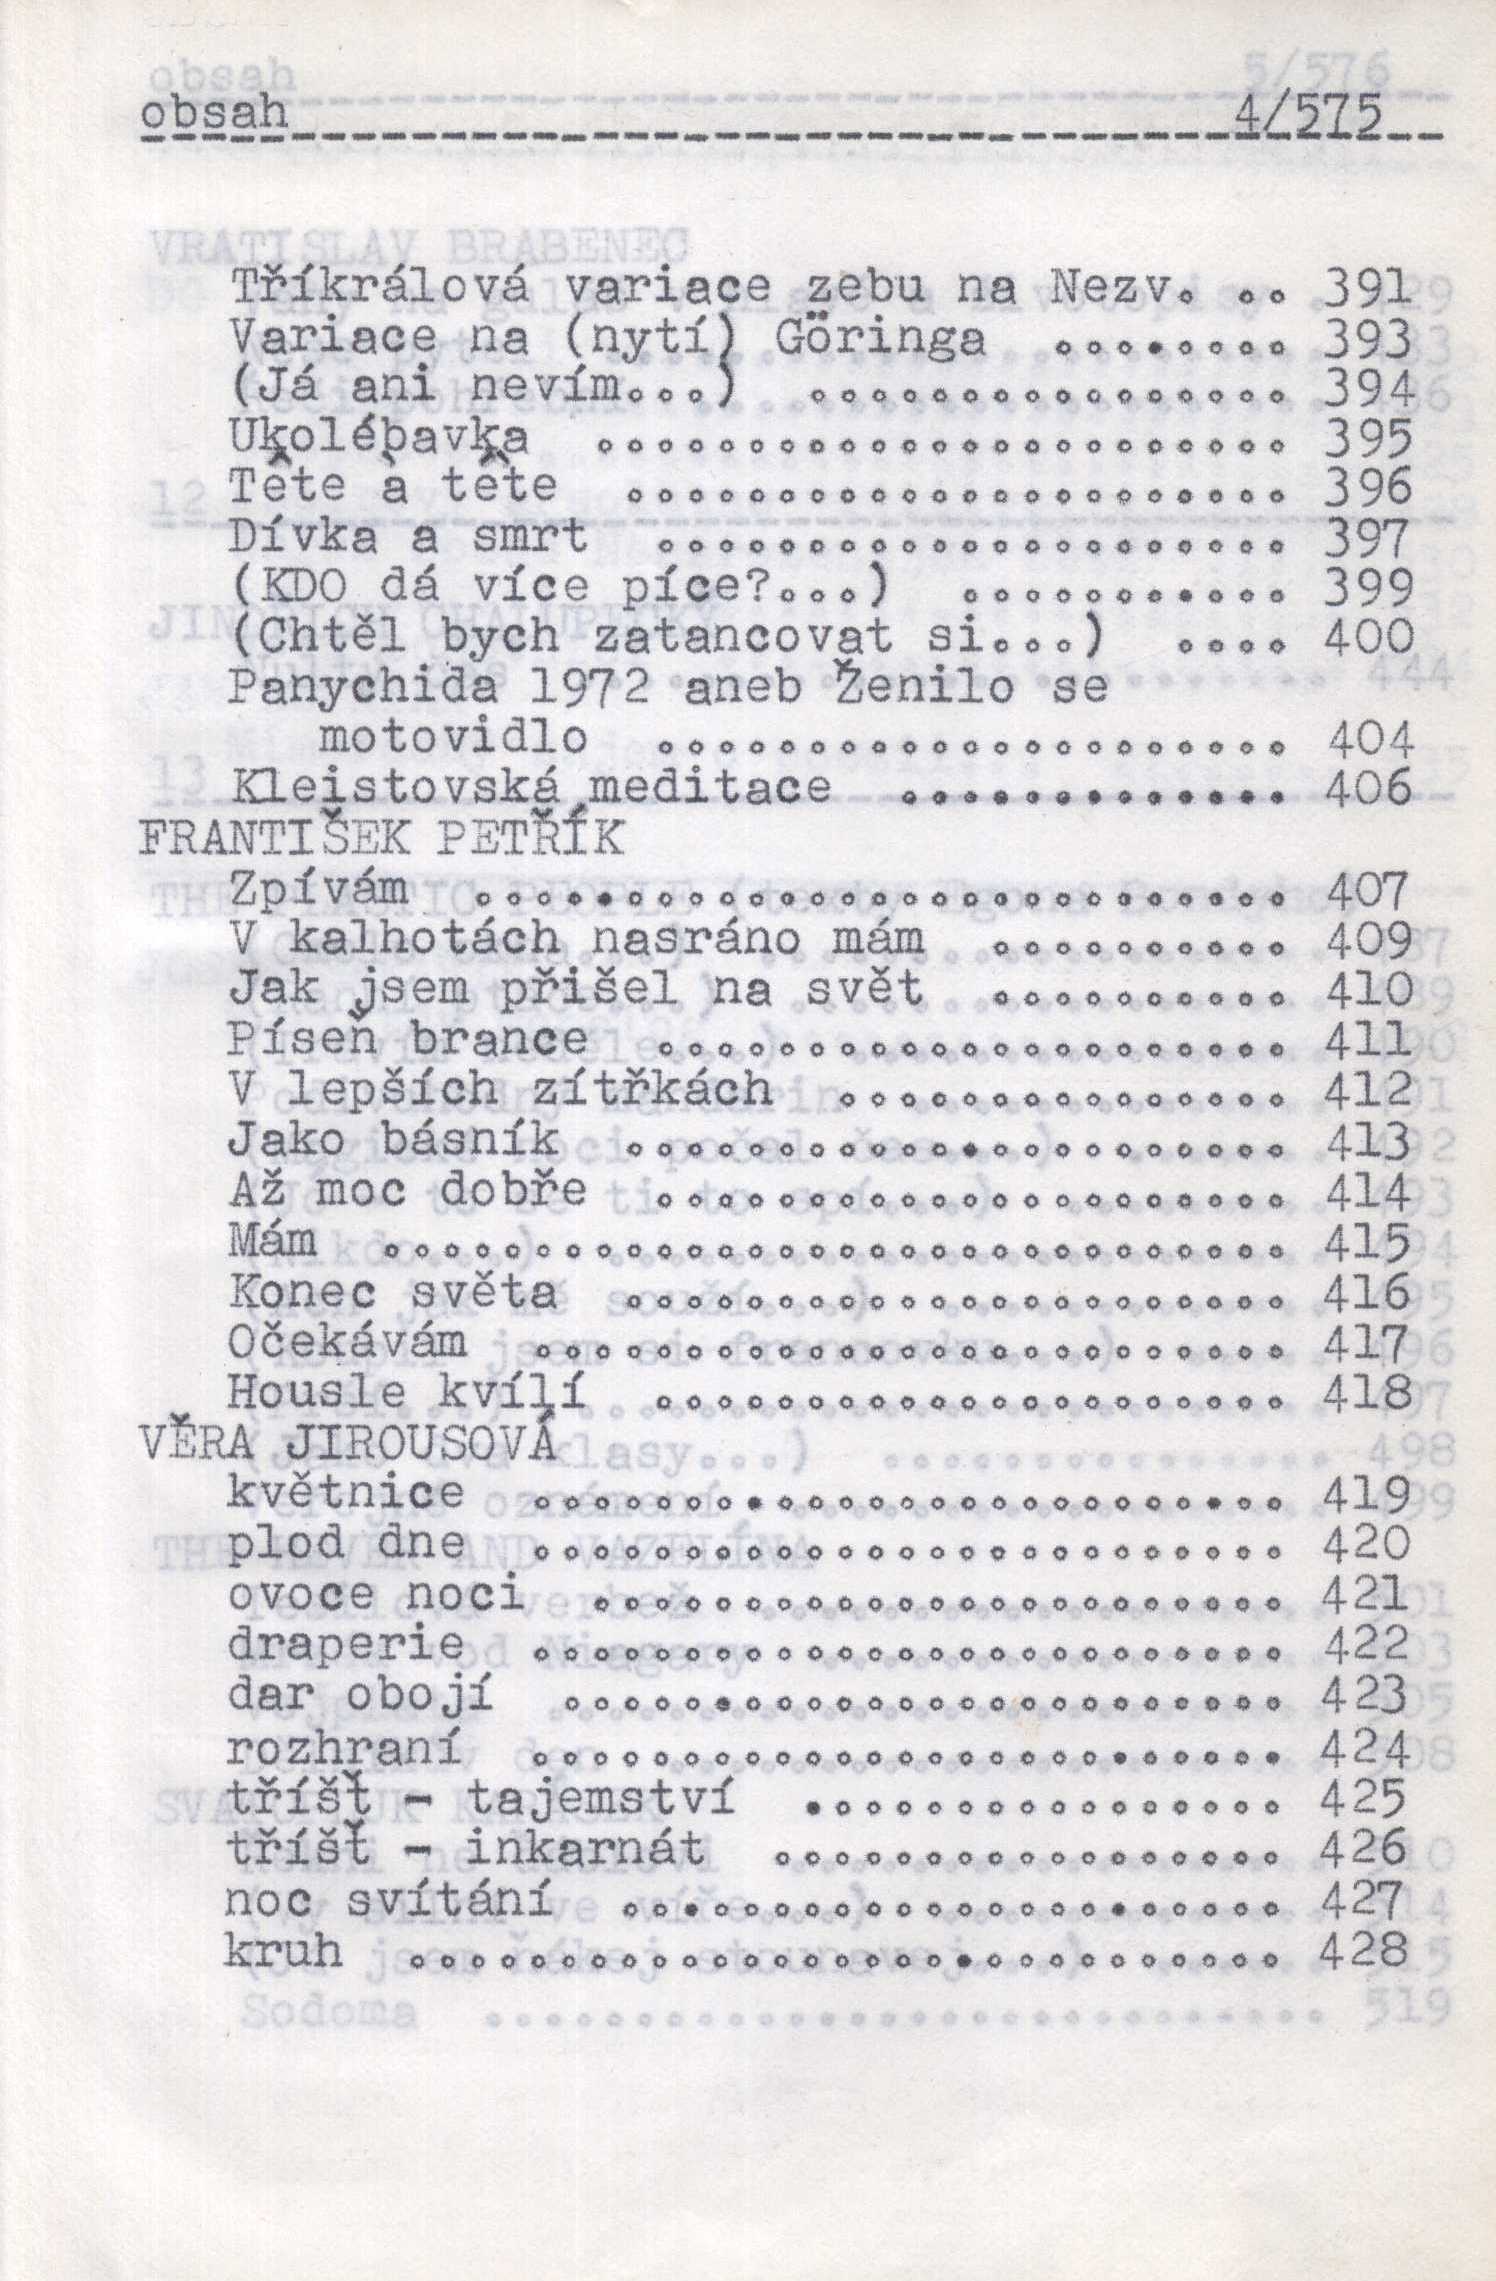 obsah 4/575
Tříkrálová variace zebu na Nezv. .. 391
Variace na (nytí) Göringa ........ 393
(Já ani nevím...) ................ 394
Ukolébavka ....................... 395
Tête à tête ...................... 396
Dívka a smrt ..................... 397
(KDO dá více píce?...) ........... 399
(Chtěl bych zatancovat si...) .... 400
Panychida 1972 aneb Ženilo se
motovidlo ..................... 404
Kleistovská meditace ............. 406
FRANTIŠEK PETŘÍK
Zpívám ........................... 407
V kalhotách nasráno mám .......... 409
Jak jsem přišel na svět .......... 410
Píseň brance ..................... 411
V lepších zítřkách ............... 412
Jako básník ...................... 413
Až moc dobře ..................... 414
Mám .............................. 415
Konec světa ...................... 416
Očekávám ......................... 417
Housle kvílí ..................... 418
VĚRA JIROUSOVÁ
květnice ......................... 419
plod dne ......................... 420
ovoce noci ....................... 421
draperie ......................... 422
dar obojí ........................ 423
rozhraní ......................... 424
tříšť - tajemství ................ 425
tříšť - inkarnát ................. 426
noc svítání ...................... 427
kruh ............................. 428